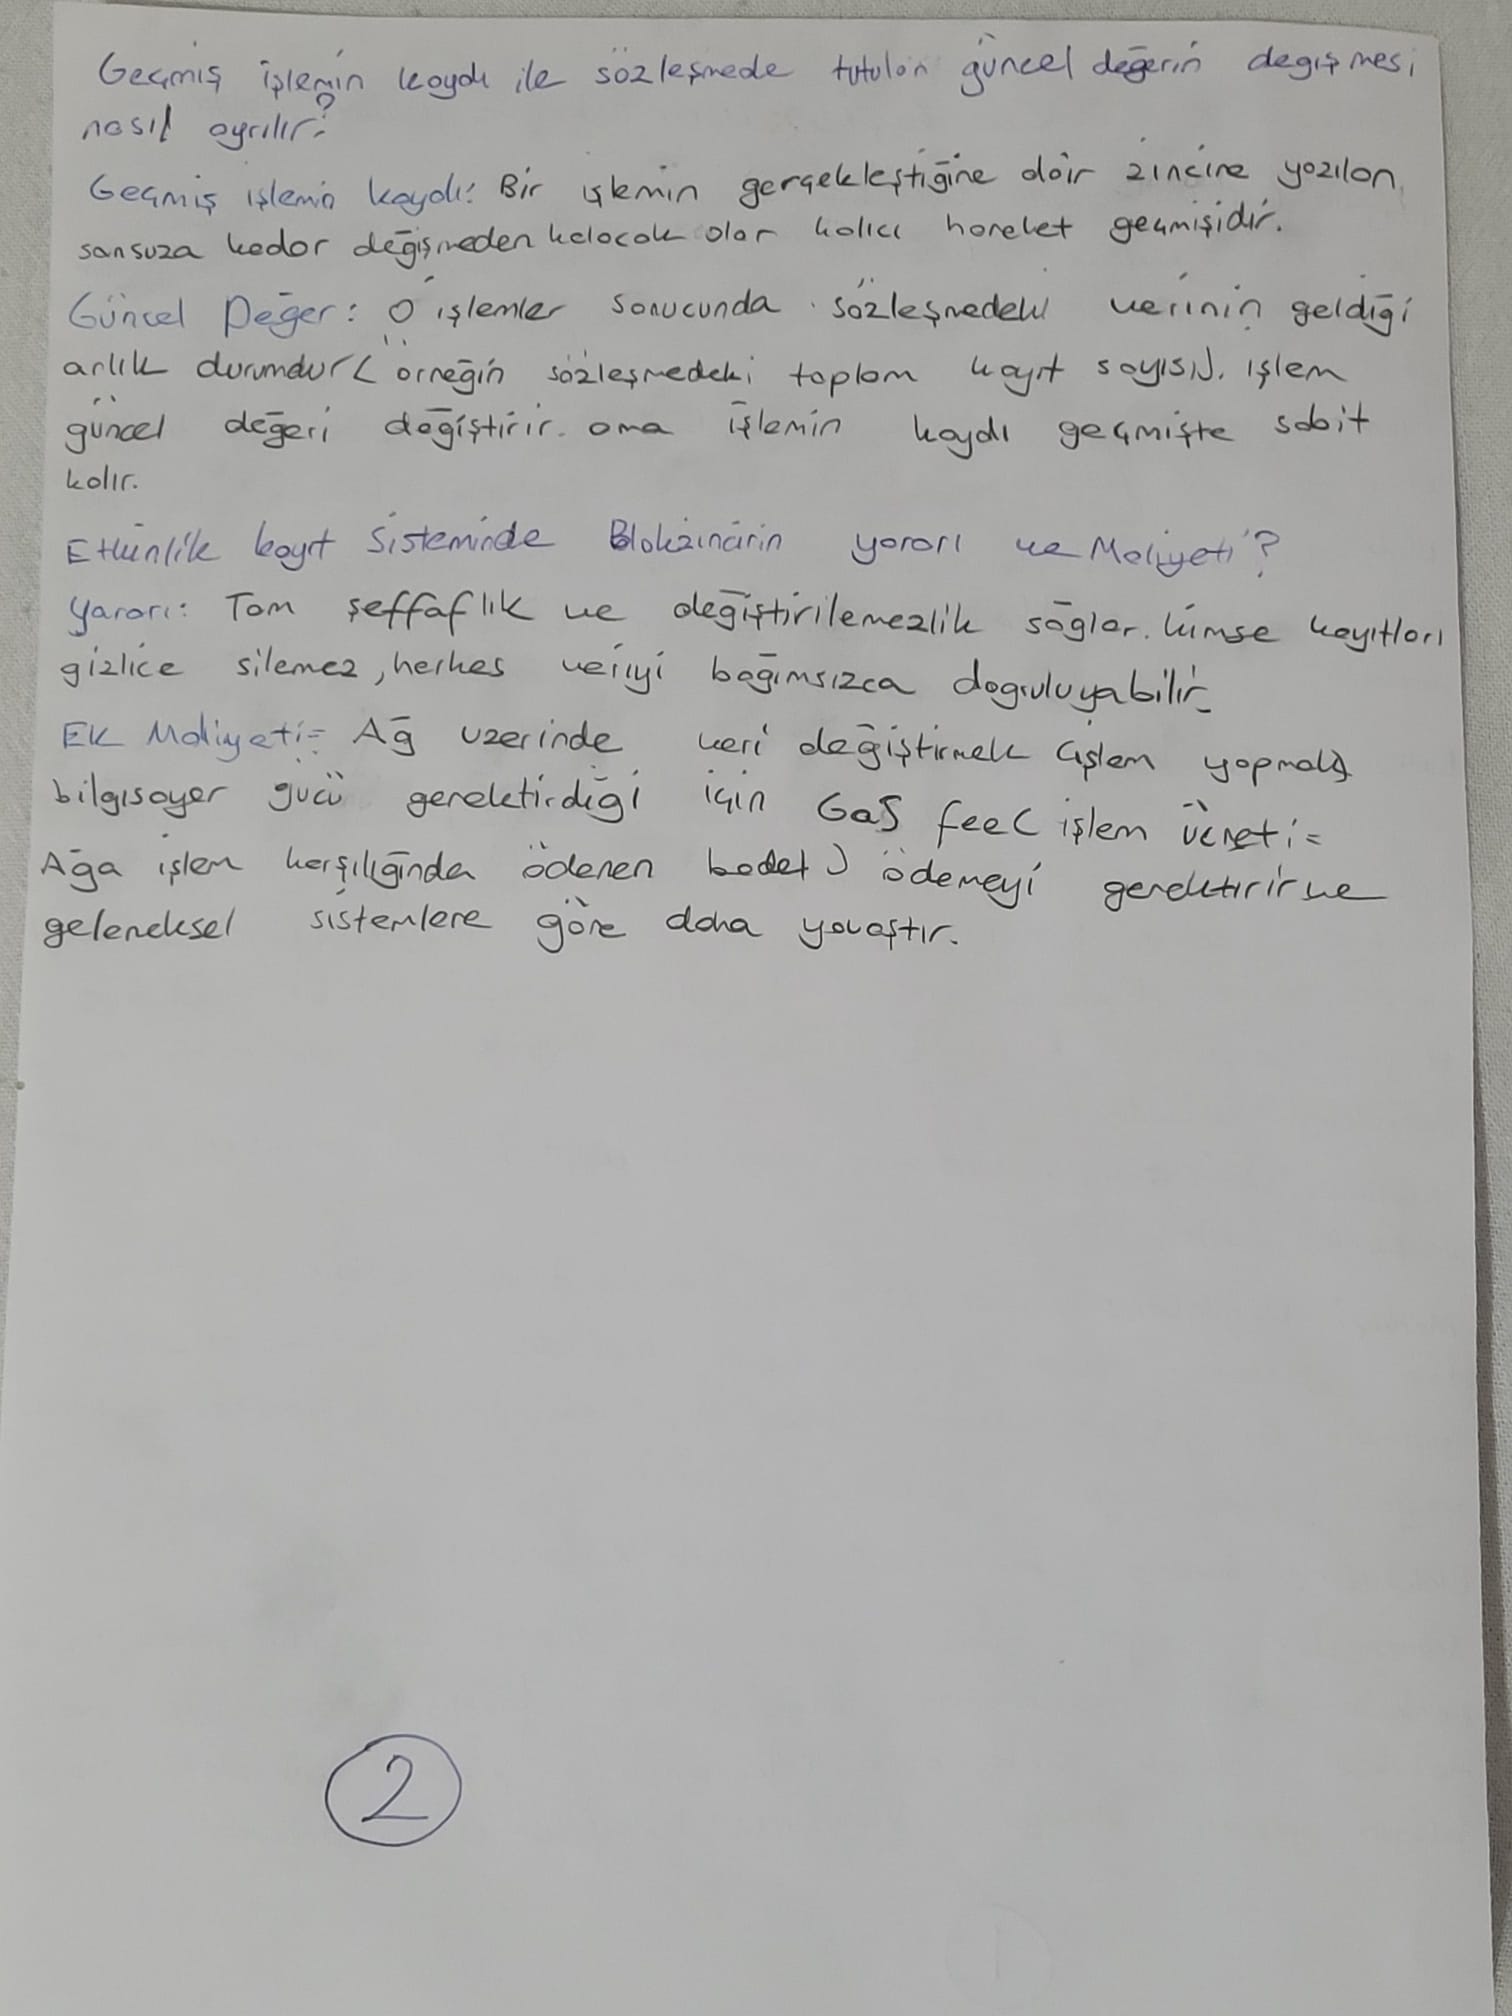 Geçmiş işlemin kaydı ile sözleşmede tutulan güncel değerin değişmesi
nasıl ayrılır?
Geçmiş işlemin kaydı: Bir işlemin gerçekleştiğine dair zincire yazılan
sonsuza kadar değişmeden kalacak olan kalıcı hareket geçmişidir.
Güncel Değer: O işlemler sonucunda sözleşmedeki verinin geldiği
anlık durumdur (örneğin sözleşmedeki toplam kayıt sayısı). işlem
güncel değeri değiştirir. ama işlemin kaydı geçmişte sabit
kalır.
Etkinlik kayıt Sisteminde Blokzincirin yararı ve Maliyeti?
Yararı: Tam şeffaflık ve değiştirilemezlik sağlar. kimse kayıtları
gizlice silemez, herkes veriyi bağımsızca doğruluyabilir.
Ek Maliyeti= Ağ üzerinde veri değiştirmek (işlem yapmak)
bilgisayar gücü gerektirdiği için Gas fee (işlem ücreti=
Ağa işlem karşılığında ödenen bedel) ödemeyi gerektirir ve
geleneksel sistemlere göre daha yavaştır.
2